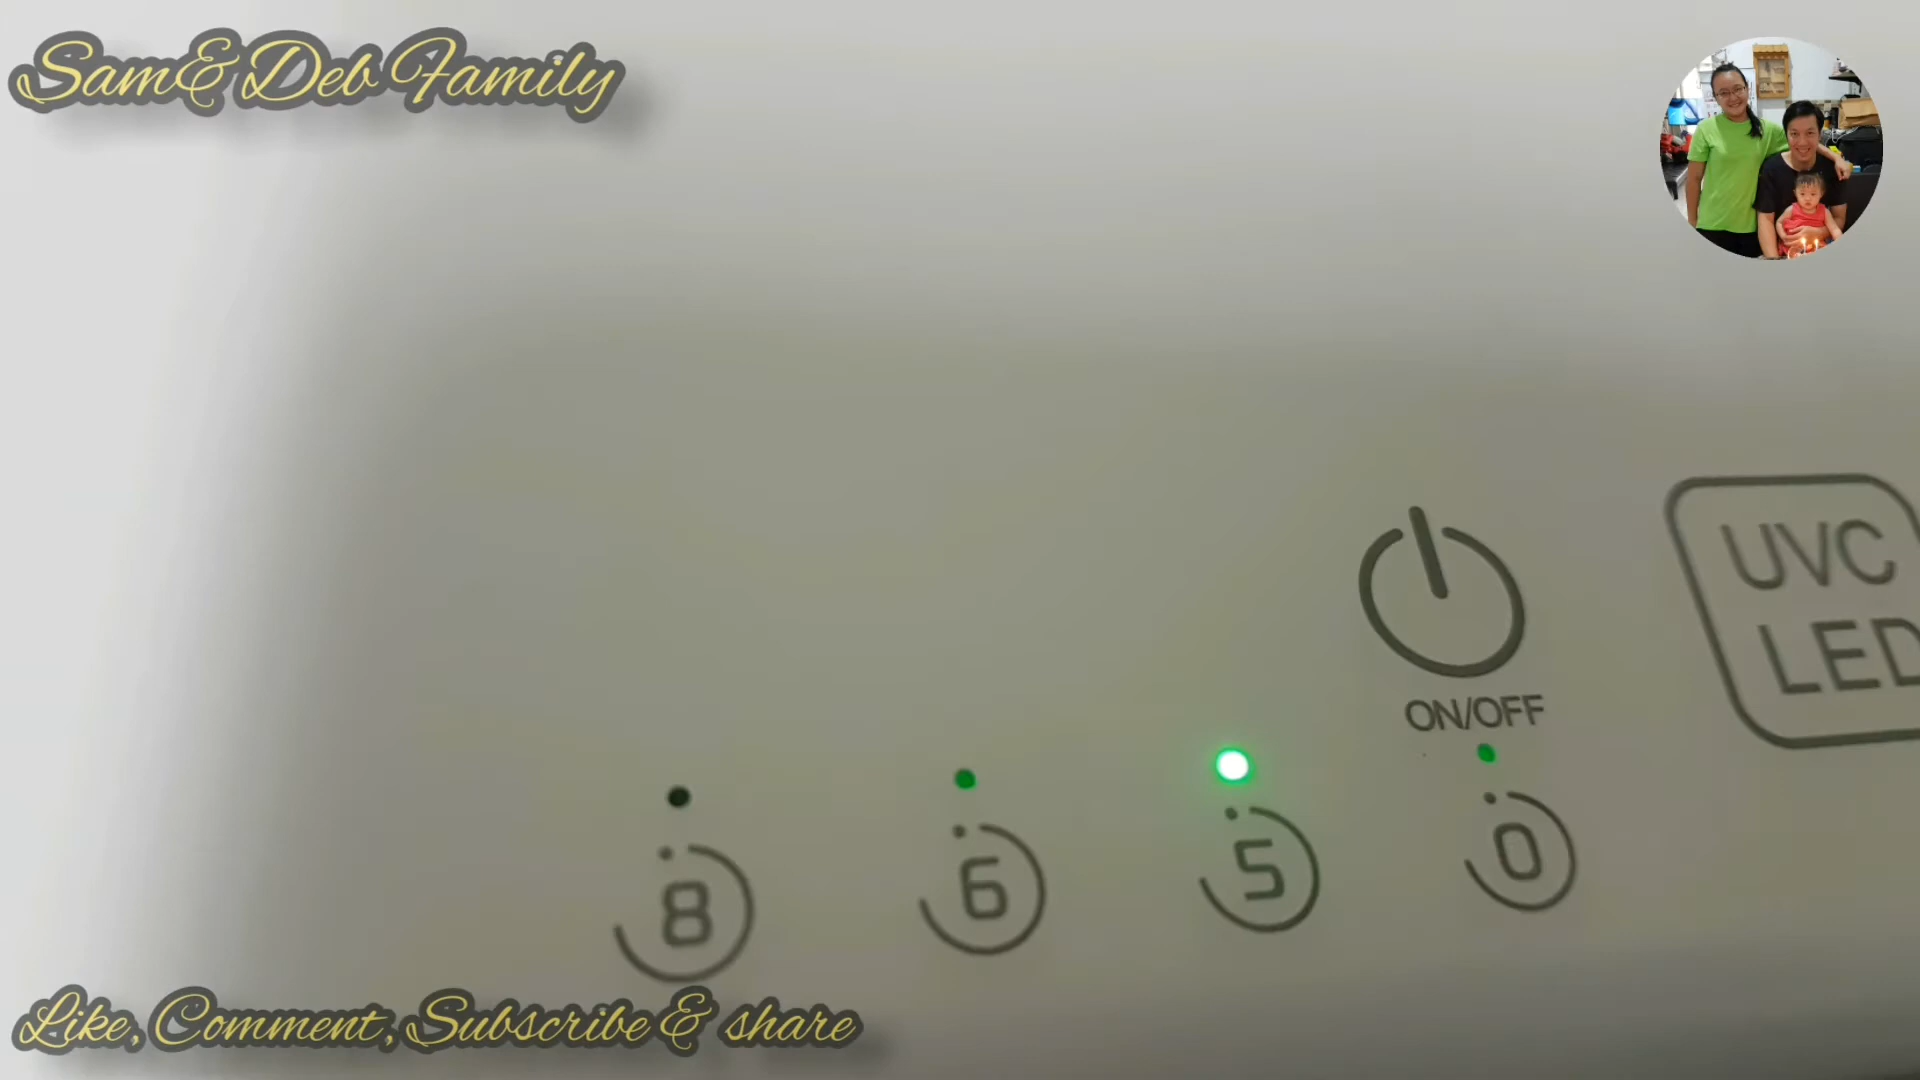 Sam & Deb Family
UVC
LED
ON/OFF
8 6 5 0
Like, Comment, Subscribe & share